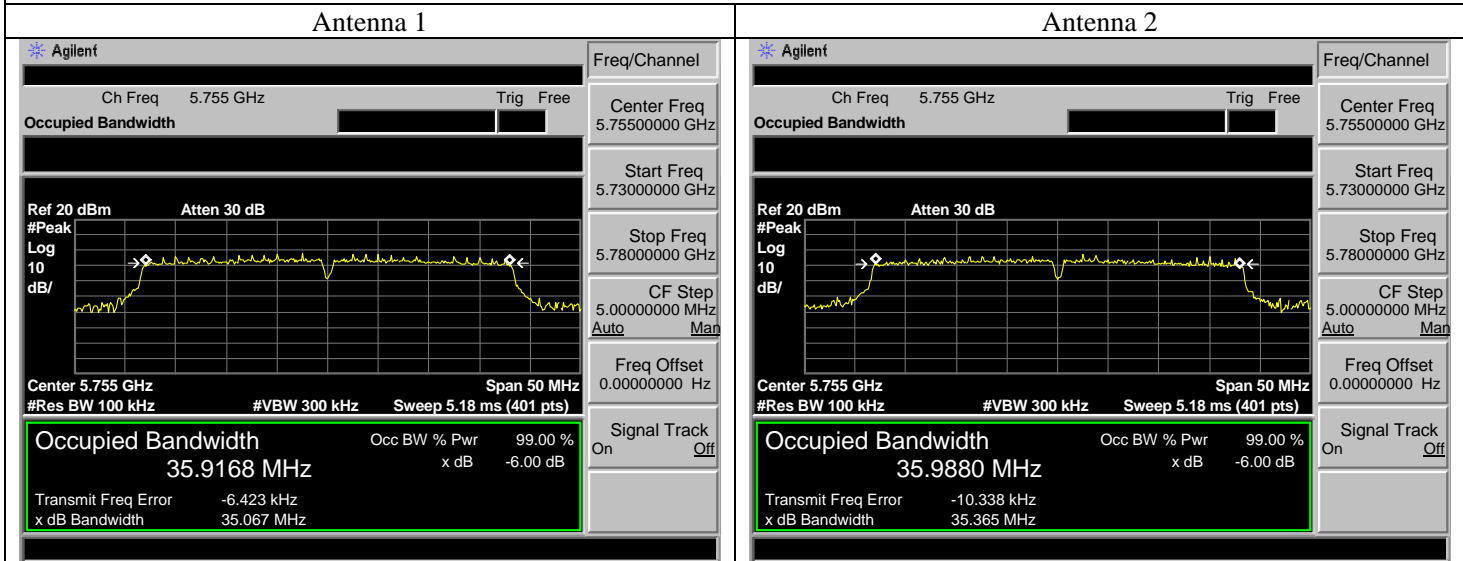 Antenna 1
Agilent
Freq/Channel
Ch Freq 5.755 GHz Trig Free
Occupied Bandwidth
Center Freq
5.75500000 GHz
Start Freq
5.73000000 GHz
Ref 20 dBm Atten 30 dB
#Peak
Log
10
dB/
Stop Freq
5.78000000 GHz
CF Step
5.00000000 MHz
Auto Man
Freq Offset
0.00000000 Hz
Center 5.755 GHz Span 50 MHz
#Res BW 100 kHz #VBW 300 kHz Sweep 5.18 ms (401 pts)
Signal Track
On Off
Occupied Bandwidth Occ BW % Pwr 99.00 %
35.9168 MHz x dB -6.00 dB
Transmit Freq Error -6.423 kHz
x dB Bandwidth 35.067 MHz
Antenna 2
Agilent
Freq/Channel
Ch Freq 5.755 GHz Trig Free
Occupied Bandwidth
Center Freq
5.75500000 GHz
Start Freq
5.73000000 GHz
Ref 20 dBm Atten 30 dB
#Peak
Log
10
dB/
Stop Freq
5.78000000 GHz
CF Step
5.00000000 MHz
Auto Man
Freq Offset
0.00000000 Hz
Center 5.755 GHz Span 50 MHz
#Res BW 100 kHz #VBW 300 kHz Sweep 5.18 ms (401 pts)
Signal Track
On Off
Occupied Bandwidth Occ BW % Pwr 99.00 %
35.9880 MHz x dB -6.00 dB
Transmit Freq Error -10.338 kHz
x dB Bandwidth 35.365 MHz